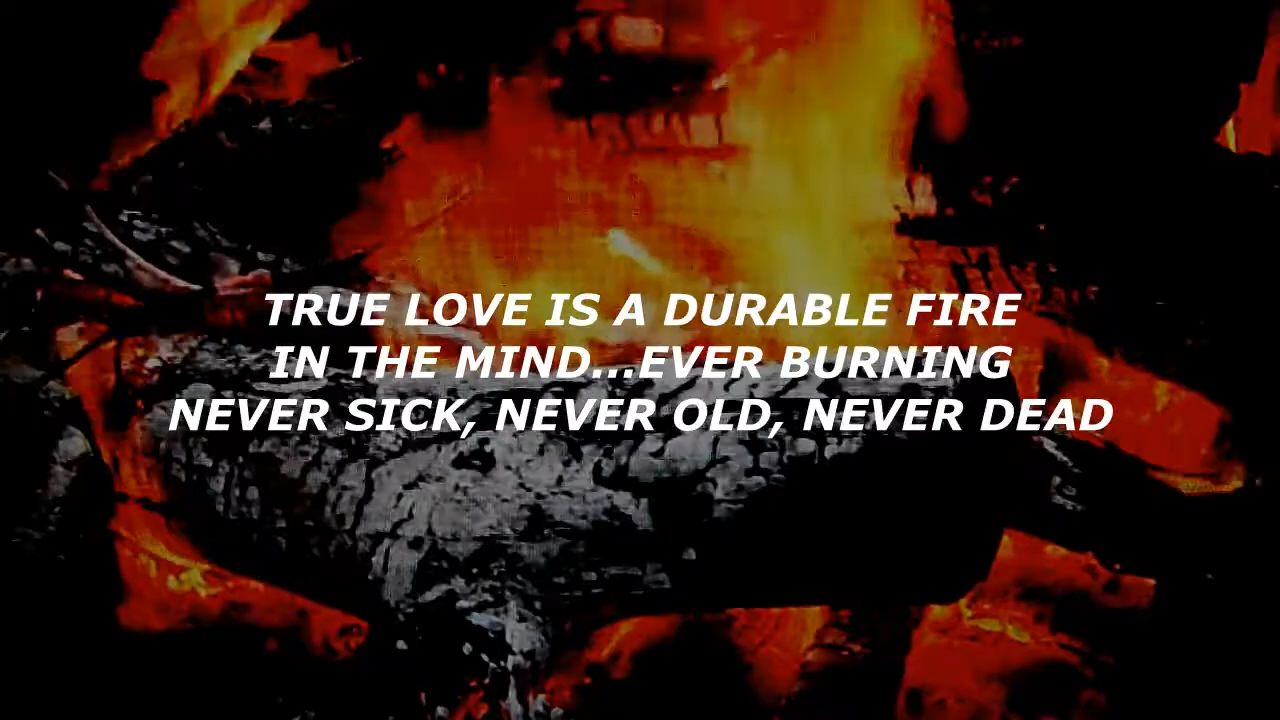 TRUE LOVE IS A DURABLE FIRE
IN THE MIND...EVER BURNING
NEVER SICK, NEVER OLD, NEVER DEAD